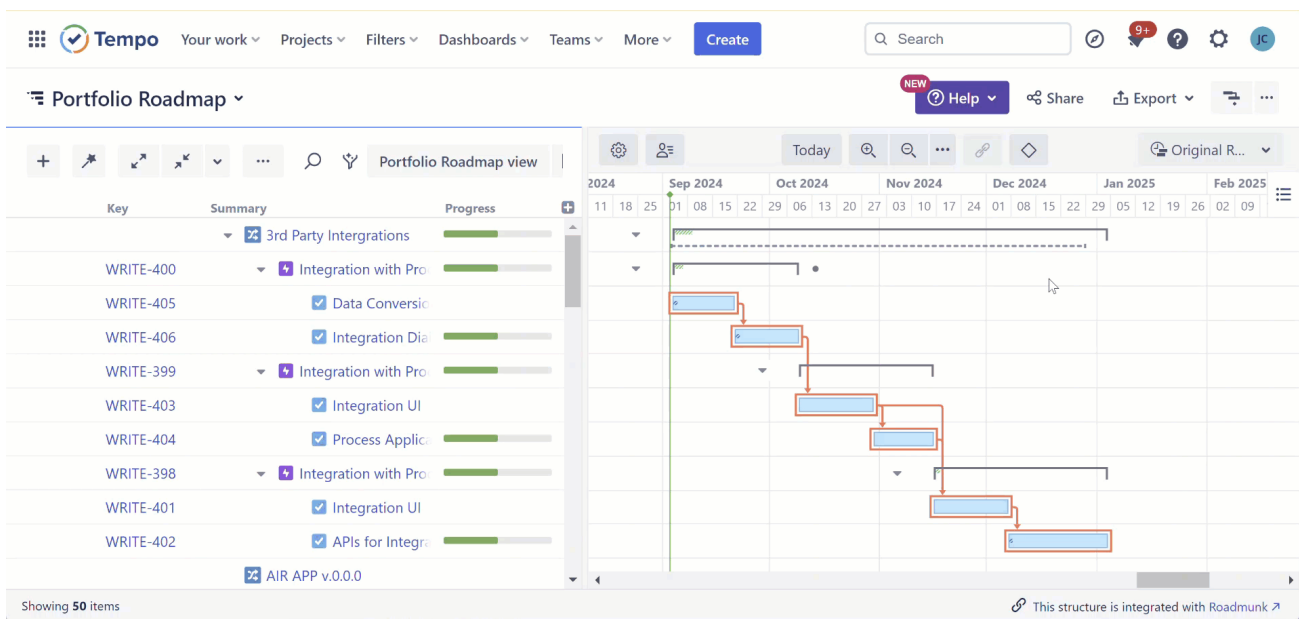 Tempo Your work Projects Filters Dashboards Teams More Create Search 9+ JC
Portfolio Roadmap NEW Help Share Export
Portfolio Roadmap view Today Original R...
2024 Sep 2024 Oct 2024 Nov 2024 Dec 2024 Jan 2025 Feb 2025
Key Summary Progress 11 18 25 01 08 15 22 29 06 13 20 27 03 10 17 24 01 08 15 22 29 05 12 19 26 02 09
3rd Party Intergrations
WRITE-400 Integration with Pro
WRITE-405 Data Conversio
WRITE-406 Integration Dia
WRITE-399 Integration with Pro
WRITE-403 Integration UI
WRITE-404 Process Applica
WRITE-398 Integration with Pro
WRITE-401 Integration UI
WRITE-402 APIs for Integra
AIR APP v.0.0.0
Showing 50 items This structure is integrated with Roadmunk